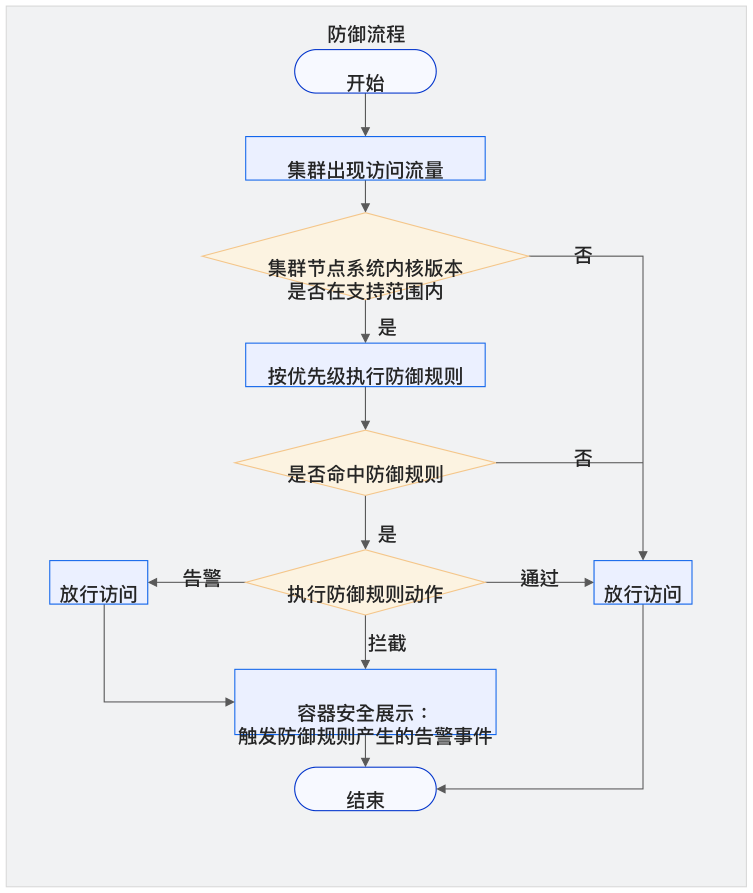 防御流程
开始
集群出现访问流量
集群节点系统内核版本
是否在支持范围内
否
是
按优先级执行防御规则
是否命中防御规则
否
是
放行访问
告警
执行防御规则动作
通过
放行访问
拦截
容器安全展示：
触发防御规则产生的告警事件
结束